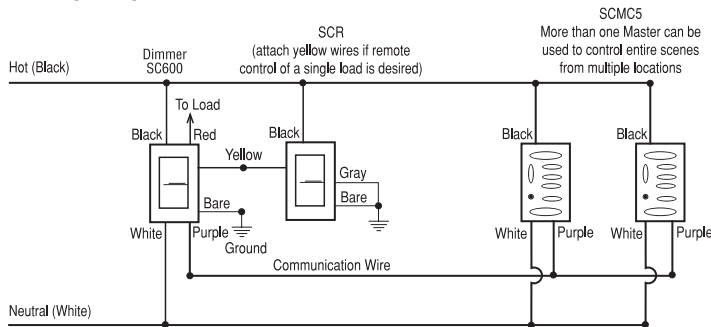 SCMC5
More than one Master can be
used to control entire scenes
from multiple locations
SCR
(attach yellow wires if remote
control of a single load is desired)
Dimmer
SC600
Hot (Black)
To Load
Black
Red
Black
Black
Black
Yellow
Gray
Bare
Bare
Ground
White
Purple
White
Purple
White
Purple
Communication Wire
Neutral (White)